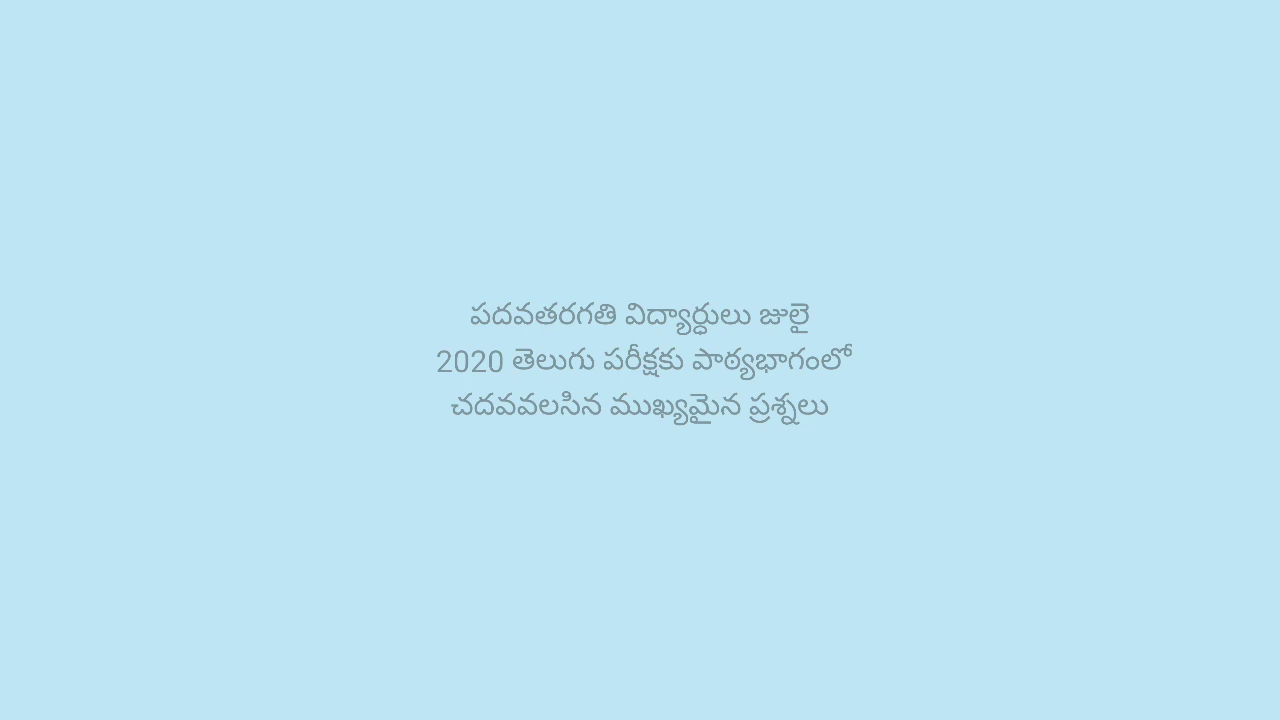 పదవతరగతి విద్యార్ధులు జులై
2020 తెలుగు పరీక్షకు పాఠ్యభాగంలో
చదవవలసిన ముఖ్యమైన ప్రశ్నలు